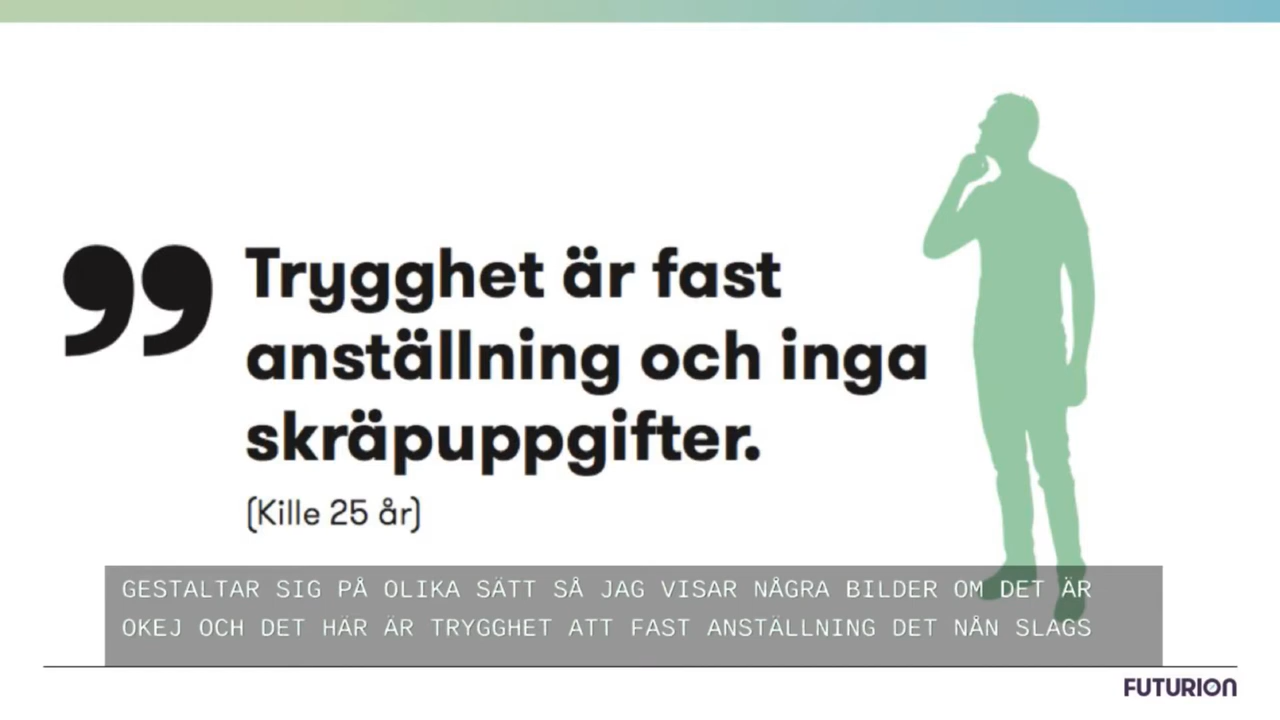 ” Trygghet är fast
anställning och inga
skräpuppgifter.
(Kille 25 år)
GESTALTAR SIG PÅ OLIKA SÄTT SÅ JAG VISAR NÅGRA BILDER OM DET ÄR
OKEJ OCH DET HÄR ÄR TRYGGHET ATT FAST ANSTÄLLNING DET NÅN SLAGS
FUTURION